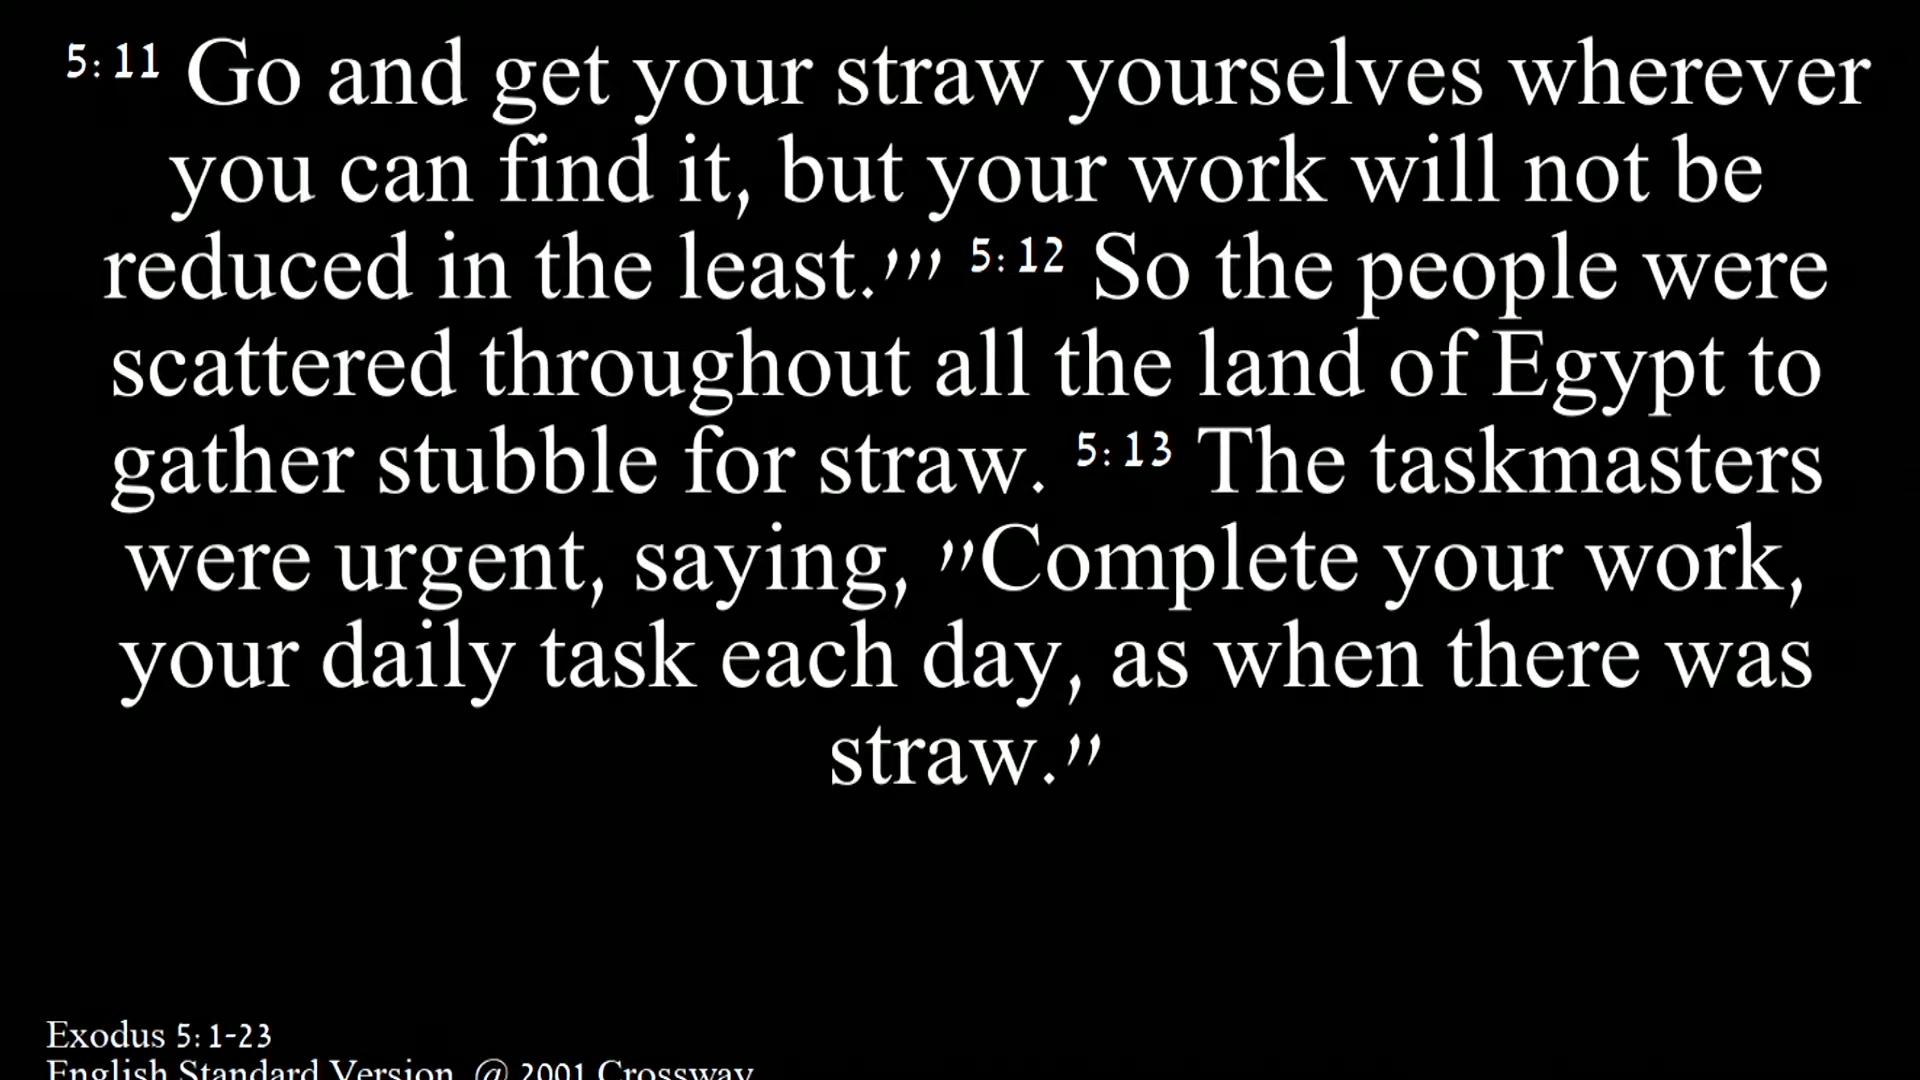 5:11 Go and get your straw yourselves wherever
you can find it, but your work will not be
reduced in the least.''' 5:12 So the people were
scattered throughout all the land of Egypt to
gather stubble for straw. 5:13 The taskmasters
were urgent, saying, "Complete your work,
your daily task each day, as when there was
straw."
Exodus 5:1-23
English Standard Version, @ 2001 Crossway